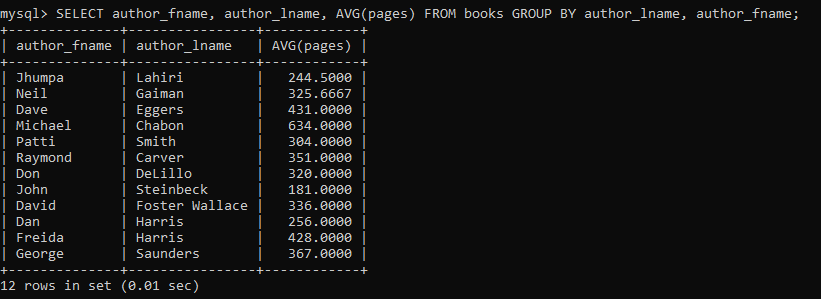 mysql> SELECT author_fname, author_lname, AVG(pages) FROM books GROUP BY author_lname, author_fname;
+--------------+----------------+------------+
| author_fname | author_lname   | AVG(pages) |
+--------------+----------------+------------+
| Jhumpa       | Lahiri         |   244.5000 |
| Neil         | Gaiman         |   325.6667 |
| Dave         | Eggers         |   431.0000 |
| Michael      | Chabon         |   634.0000 |
| Patti        | Smith          |   304.0000 |
| Raymond      | Carver         |   351.0000 |
| Don          | DeLillo        |   320.0000 |
| John         | Steinbeck      |   181.0000 |
| David        | Foster Wallace |   336.0000 |
| Dan          | Harris         |   256.0000 |
| Freida       | Harris         |   428.0000 |
| George       | Saunders       |   367.0000 |
+--------------+----------------+------------+
12 rows in set (0.01 sec)